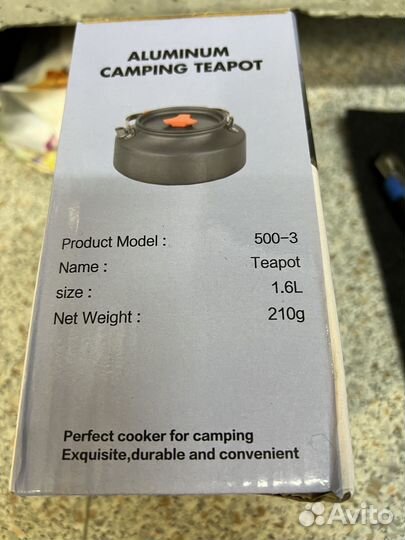 ALUMINUM
CAMPING TEAPOT
Product Model : 500-3
Name : Teapot
size : 1.6L
Net Weight : 210g
Perfect cooker for camping
Exquisite,durable and convenient
Avito